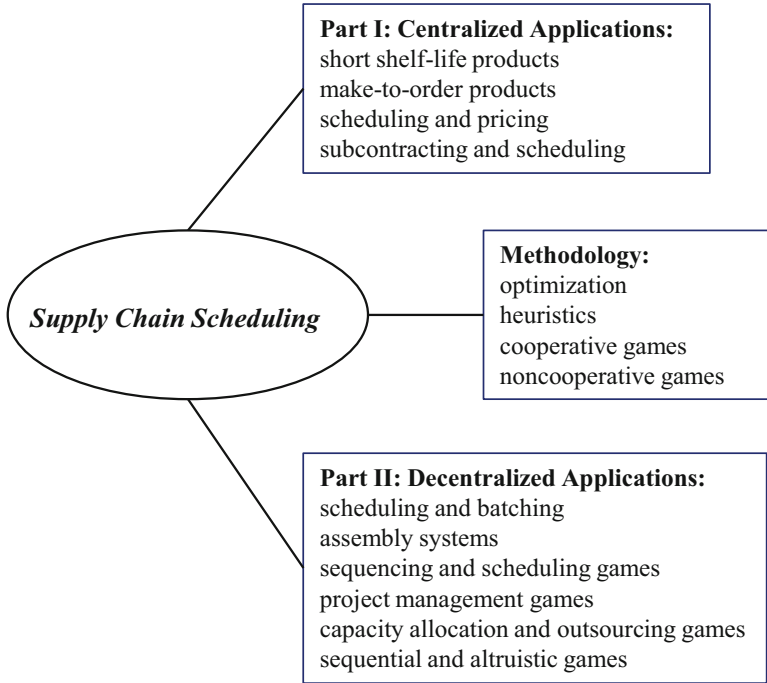 Part I: Centralized Applications:
short shelf-life products
make-to-order products
scheduling and pricing
subcontracting and scheduling
Supply Chain Scheduling
Methodology:
optimization
heuristics
cooperative games
noncooperative games
Part II: Decentralized Applications:
scheduling and batching
assembly systems
sequencing and scheduling games
project management games
capacity allocation and outsourcing games
sequential and altruistic games